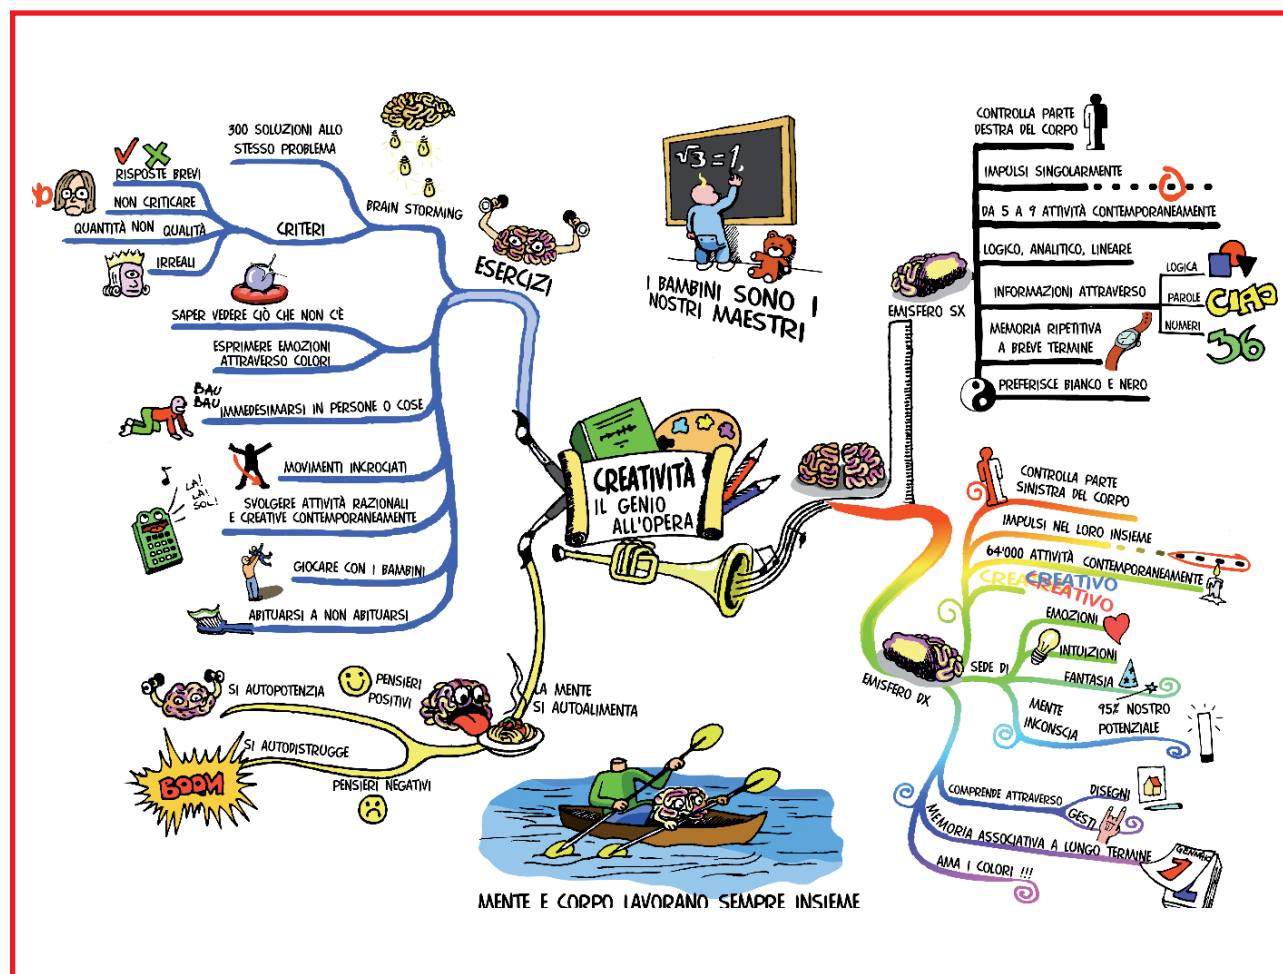 CREATIVITÀ
IL GENIO
ALL'OPERA
ESERCIZI
BRAIN STORMING
300 SOLUZIONI ALLO
STESSO PROBLEMA
CRITERI
RISPOSTE BREVI
NON CRITICARE
QUANTITÀ NON QUALITÀ
IRREALI
SAPER VEDERE CIÒ CHE NON C'È
ESPRIMERE EMOZIONI
ATTRAVERSO COLORI
BAU
BAU
IMMEDESIMARSI IN PERSONE O COSE
MOVIMENTI INCROCIATI
LA!
LA!
SOL!
SVOLGERE ATTIVITÀ RAZIONALI
E CREATIVE CONTEMPORANEAMENTE
GIOCARE CON I BAMBINI
ABITUARSI A NON ABITUARSI
LA MENTE
SI AUTOALIMENTA
PENSIERI
POSITIVI
SI AUTOPOTENZIA
PENSIERI NEGATIVI
SI AUTODISTRUGGE
BOOM
√3 = 1,
I BAMBINI SONO I
NOSTRI MAESTRI
EMISFERO SX
CONTROLLA PARTE
DESTRA DEL CORPO
IMPULSI SINGOLARMENTE
DA 5 A 9 ATTIVITÀ CONTEMPORANEAMENTE
LOGICO, ANALITICO, LINEARE
INFORMAZIONI ATTRAVERSO
LOGICA
PAROLE
CIAO
NUMERI
36
MEMORIA RIPETITIVA
A BREVE TERMINE
PREFERISCE BIANCO E NERO
EMISFERO DX
CONTROLLA PARTE
SINISTRA DEL CORPO
IMPULSI NEL LORO INSIEME
64'000 ATTIVITÀ
CONTEMPORANEAMENTE
CREATIVO
CREATIVO
SEDE DI
EMOZIONI
INTUIZIONI
FANTASIA
MENTE
INCONSCIA
95% NOSTRO
POTENZIALE
COMPRENDE ATTRAVERSO
DISEGNI
GESTI
MEMORIA ASSOCIATIVA A LUNGO TERMINE
GENNAIO
1
AMA I COLORI !!!
MENTE E CORPO LAVORANO SEMPRE INSIEME